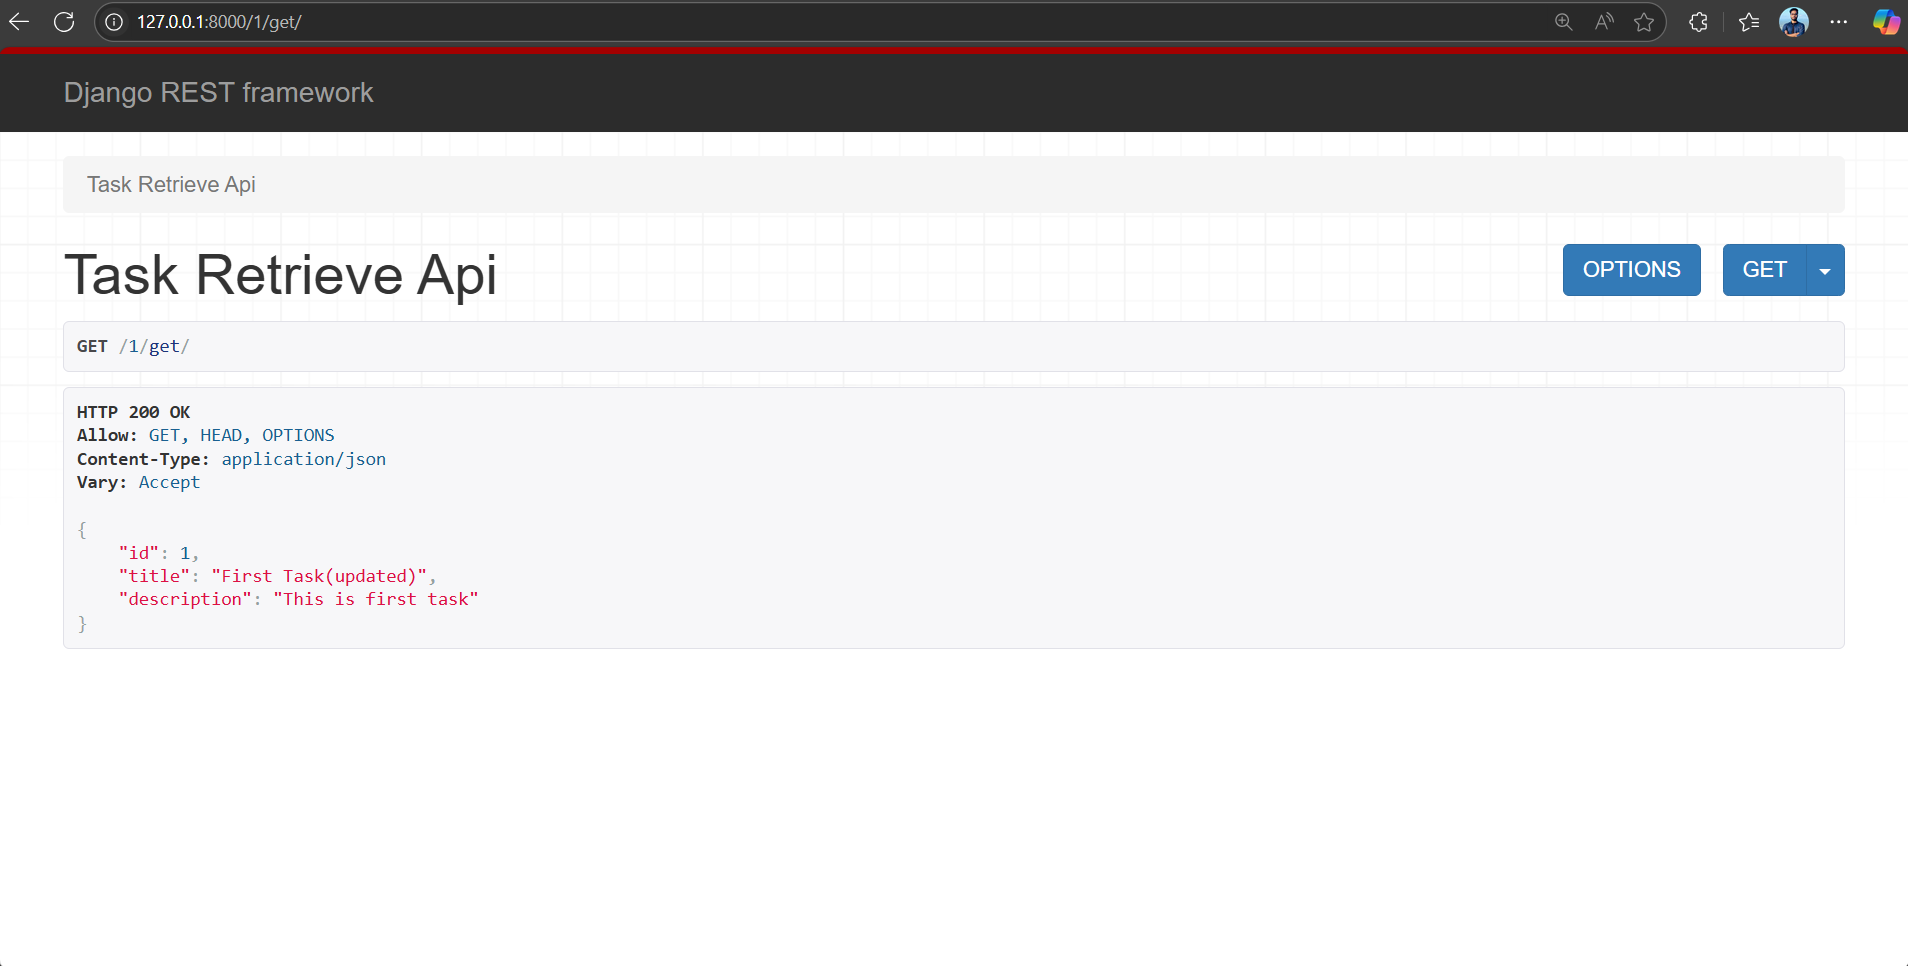 127.0.0.1:8000/1/get/
Django REST framework
Task Retrieve Api
Task Retrieve Api
OPTIONS
GET
GET /1/get/
HTTP 200 OK
Allow: GET, HEAD, OPTIONS
Content-Type: application/json
Vary: Accept
{
    "id": 1,
    "title": "First Task(updated)",
    "description": "This is first task"
}